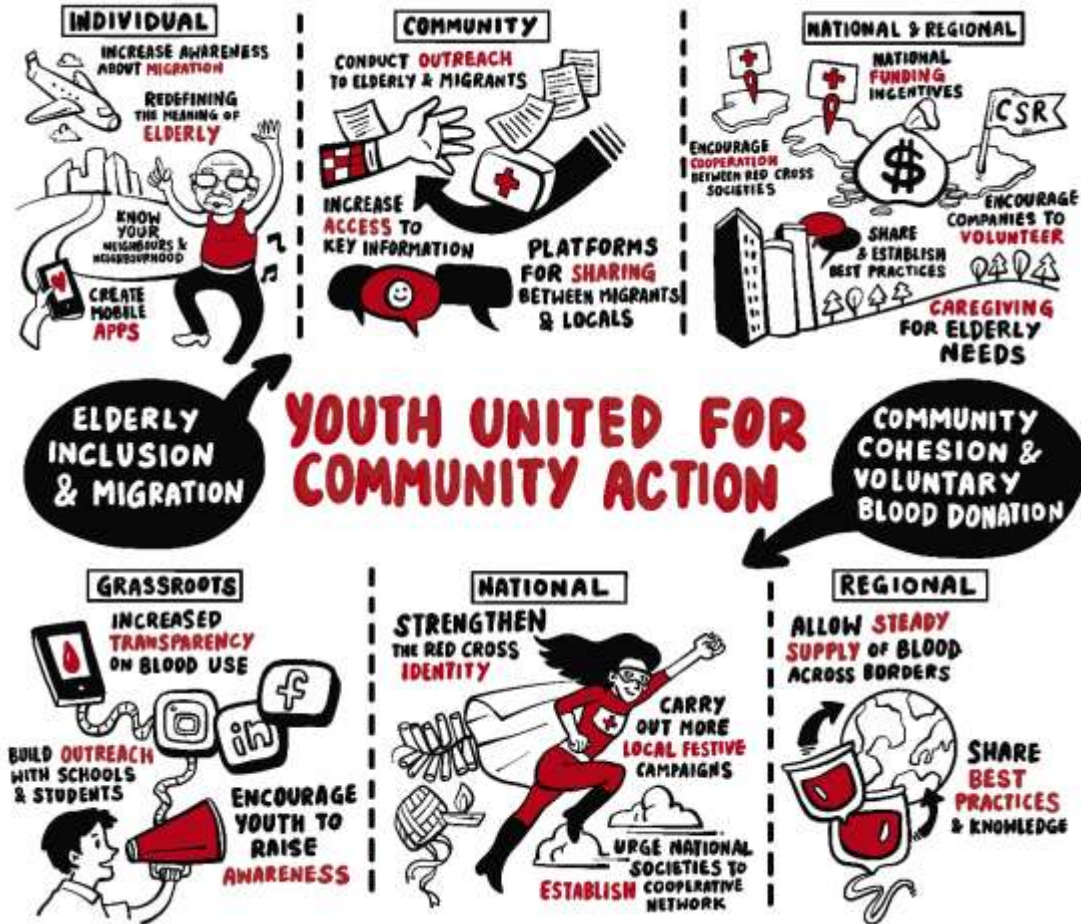 INDIVIDUAL
INCREASE AWARENESS
ABOUT MIGRATION
REDEFINING
THE MEANING OF
ELDERLY
KNOW
YOUR
NEIGHBOURS &
NEIGHBOURHOOD
CREATE
MOBILE
APPS
COMMUNITY
CONDUCT OUTREACH
TO ELDERLY & MIGRANTS
INCREASE
ACCESS TO
KEY INFORMATION
PLATFORMS
FOR SHARING
BETWEEN MIGRANTS
& LOCALS
NATIONAL & REGIONAL
NATIONAL
FUNDING
INCENTIVES
CSR
ENCOURAGE
COOPERATION
BETWEEN RED CROSS
SOCIETIES
$
ENCOURAGE
COMPANIES TO
VOLUNTEER
SHARE
& ESTABLISH
BEST PRACTICES
CAREGIVING
FOR ELDERLY
NEEDS
ELDERLY
INCLUSION
& MIGRATION
YOUTH UNITED FOR
COMMUNITY ACTION
COMMUNITY
COHESION &
VOLUNTARY
BLOOD DONATION
GRASSROOTS
INCREASED
TRANSPARENCY
ON BLOOD USE
f
in
BUILD OUTREACH
WITH SCHOOLS
& STUDENTS
ENCOURAGE
YOUTH TO
RAISE
AWARENESS
NATIONAL
STRENGTHEN
THE RED CROSS
IDENTITY
CARRY
OUT MORE
LOCAL FESTIVE
CAMPAIGNS
URGE NATIONAL
SOCIETIES TO
ESTABLISH COOPERATIVE
NETWORK
REGIONAL
ALLOW STEADY
SUPPLY OF BLOOD
ACROSS BORDERS
SHARE
BEST
PRACTICES
& KNOWLEDGE